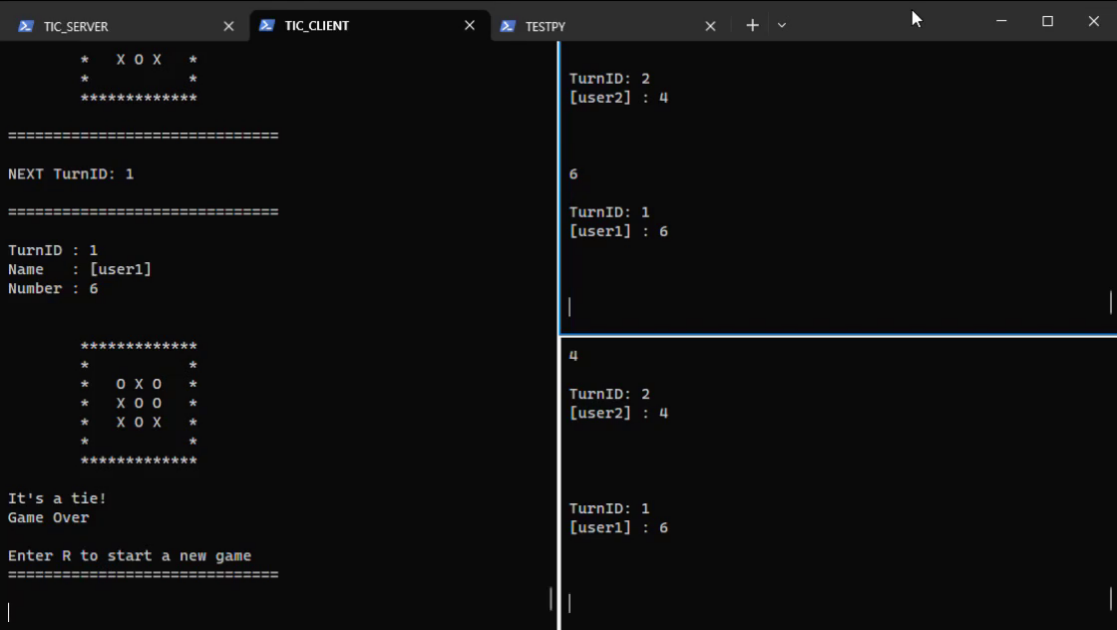 TIC_SERVER
TIC_CLIENT
TESTPY
* X O X *
* *
*************
==============================
NEXT TurnID: 1
==============================
TurnID : 1
Name : [user1]
Number : 6
*************
* *
* O X O *
* X O O *
* X O X *
* *
*************
It's a tie!
Game Over
Enter R to start a new game
==============================
TurnID: 2
[user2] : 4
6
TurnID: 1
[user1] : 6
4
TurnID: 2
[user2] : 4
TurnID: 1
[user1] : 6